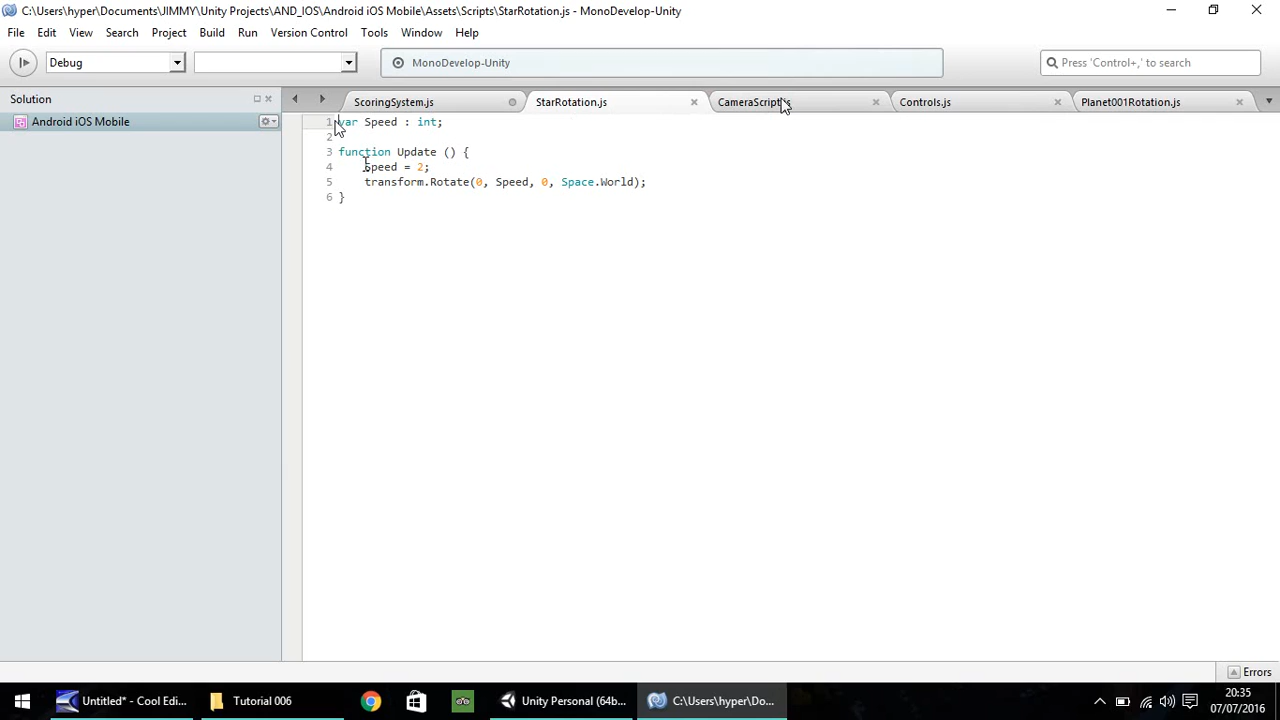 C:\Users\hyper\Documents\JIMMY\Unity Projects\AND_IOS\Android iOS Mobile\Assets\Scripts\StarRotation.js - MonoDevelop-Unity
File Edit View Search Project Build Run Version Control Tools Window Help
Debug
MonoDevelop-Unity
Press 'Control+,' to search
Solution
ScoringSystem.js
StarRotation.js
CameraScript.js
Controls.js
Planet001Rotation.js
Android iOS Mobile
1 var Speed : int;
2
3 function Update () {
4 Speed = 2;
5 transform.Rotate(0, Speed, 0, Space.World);
6 }
Errors
Untitled* - Cool Edi...
Tutorial 006
Unity Personal (64b...
C:\Users\hyper\Do...
20:35
07/07/2016